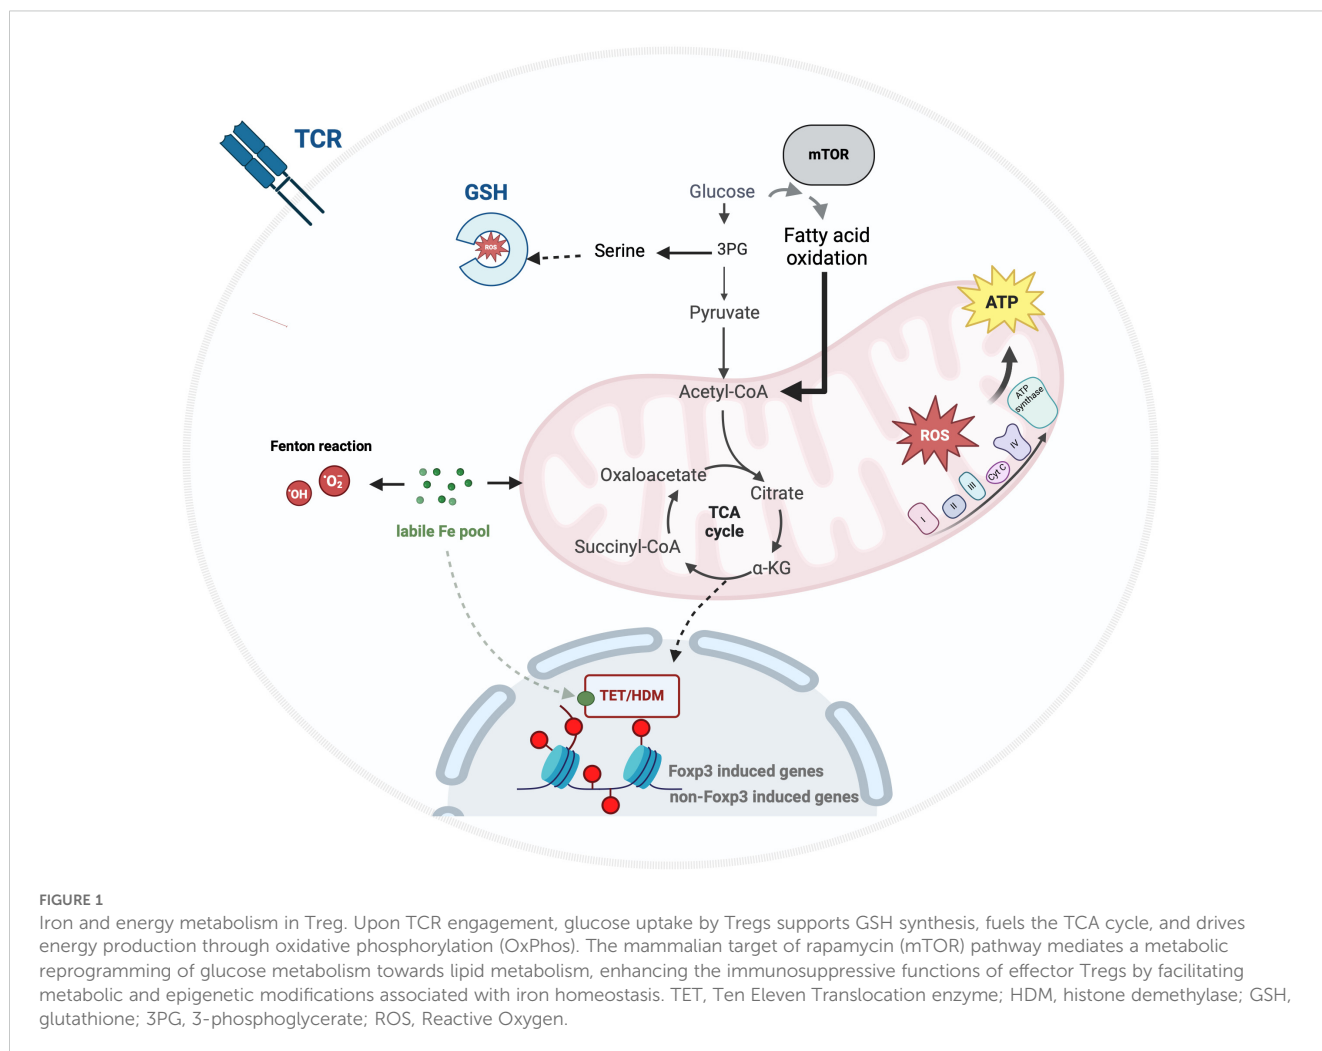 TCR
mTOR
GSH
Glucose
ROS
Serine
3PG
Fatty acid
oxidation
Pyruvate
ATP
Acetyl-CoA
ATP
synthase
ROS
IV
Cyt C
III
II
I
Fenton reaction
•OH
•O₂⁻
labile Fe pool
Oxaloacetate
Citrate
TCA
cycle
Succinyl-CoA
α-KG
TET/HDM
Foxp3 induced genes
non-Foxp3 induced genes
FIGURE 1
Iron and energy metabolism in Treg. Upon TCR engagement, glucose uptake by Tregs supports GSH synthesis, fuels the TCA cycle, and drives
energy production through oxidative phosphorylation (OxPhos). The mammalian target of rapamycin (mTOR) pathway mediates a metabolic
reprogramming of glucose metabolism towards lipid metabolism, enhancing the immunosuppressive functions of effector Tregs by facilitating
metabolic and epigenetic modifications associated with iron homeostasis. TET, Ten Eleven Translocation enzyme; HDM, histone demethylase; GSH,
glutathione; 3PG, 3-phosphoglycerate; ROS, Reactive Oxygen.